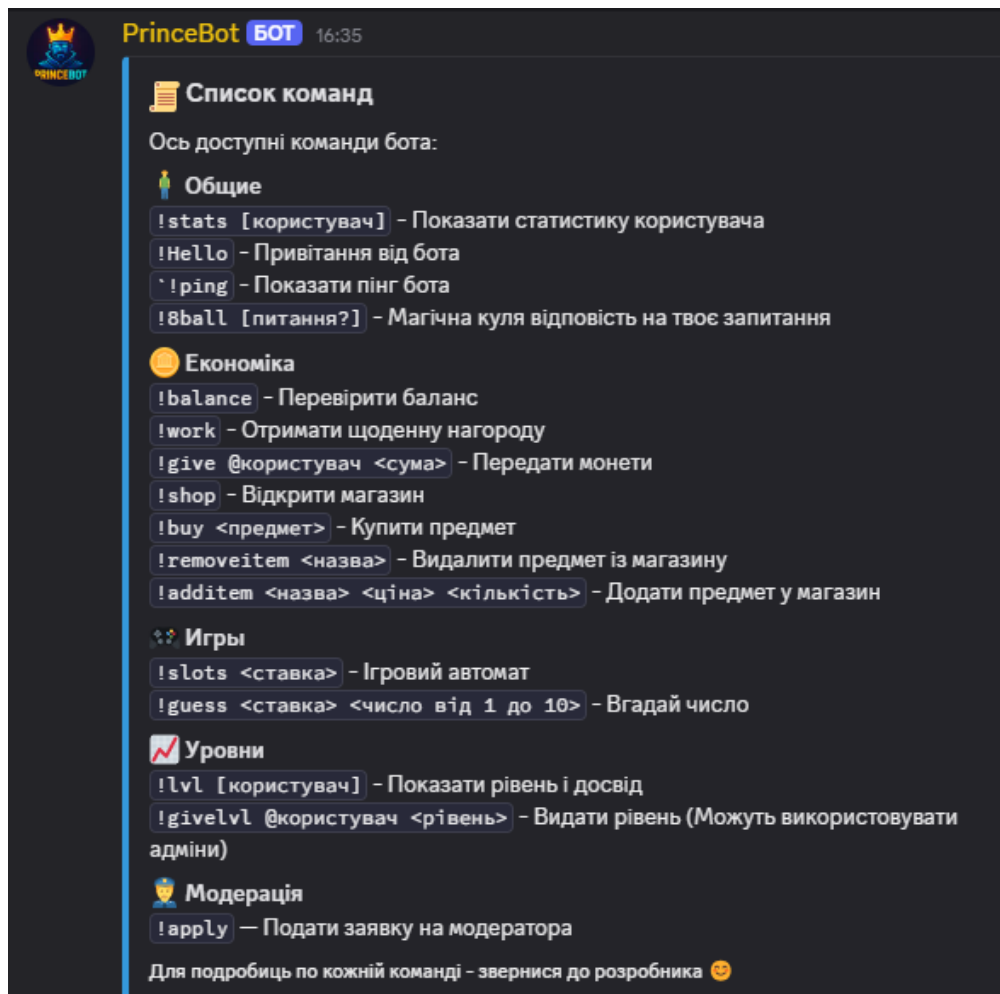 PrinceBot БОТ 16:35
PRINCEBOT
Список команд
Ось доступні команди бота:
Общие
!stats [користувач] – Показати статистику користувача
!Hello – Привітання від бота
`!ping – Показати пінг бота
!8ball [питання?] – Магічна куля відповість на твоє запитання
Економіка
!balance – Перевірити баланс
!work – Отримати щоденну нагороду
!give @користувач <сума> – Передати монети
!shop – Відкрити магазин
!buy <предмет> – Купити предмет
!removeitem <назва> – Видалити предмет із магазину
!additem <назва> <ціна> <кількість> – Додати предмет у магазин
Игры
!slots <ставка> – Ігровий автомат
!guess <ставка> <число від 1 до 10> – Вгадай число
Уровни
!lvl [користувач] – Показати рівень і досвід
!givelvl @користувач <рівень> – Видати рівень (Можуть використовувати
адміни)
Модерація
!apply — Подати заявку на модератора
Для подробиць по кожній команді – звернися до розробника